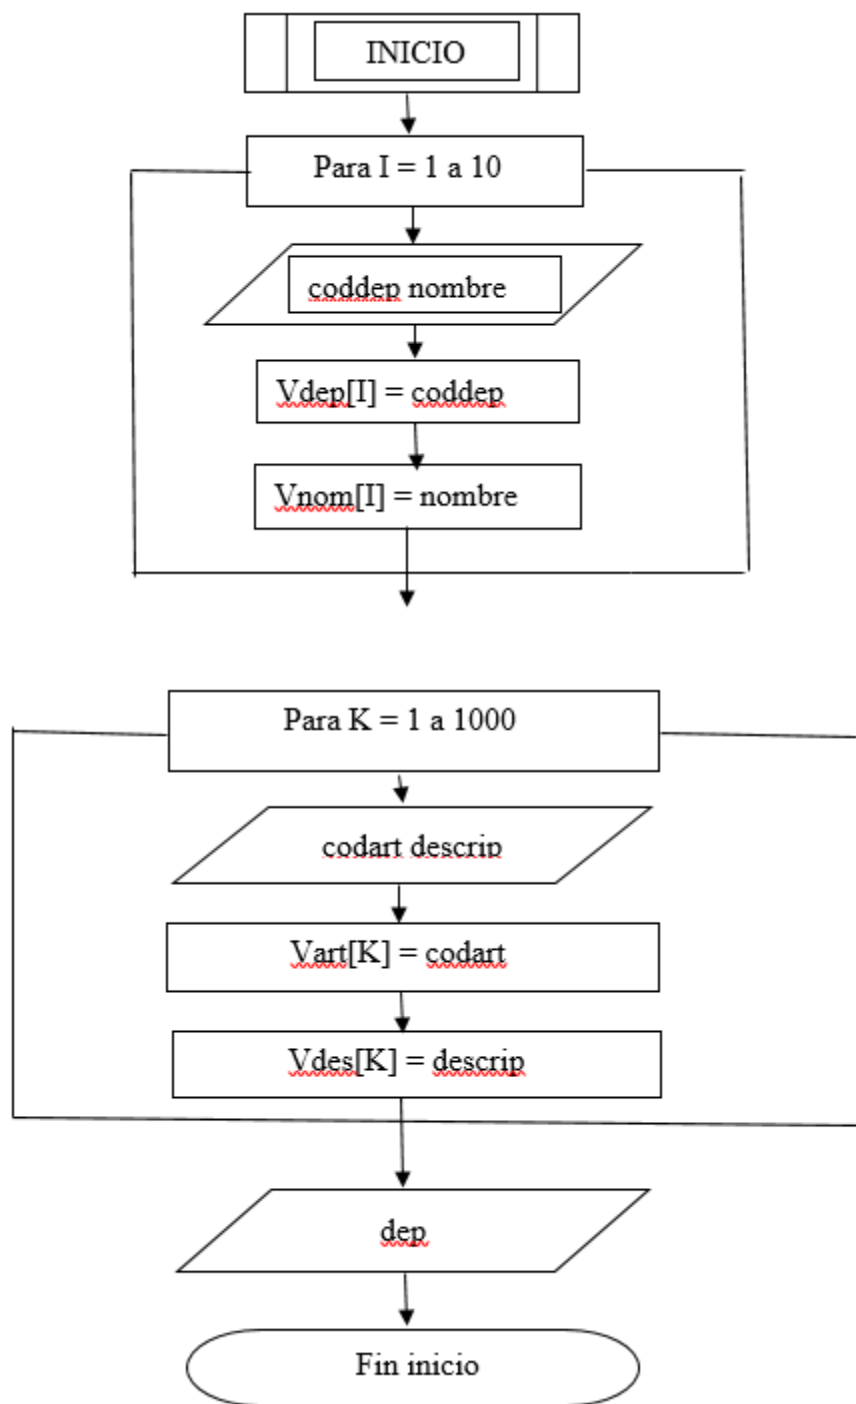 INICIO
Para I = 1 a 10
coddep nombre
Vdep[I] = coddep
Vnom[I] = nombre
Para K = 1 a 1000
codart descrip
Vart[K] = codart
Vdes[K] = descrip
dep
Fin inicio